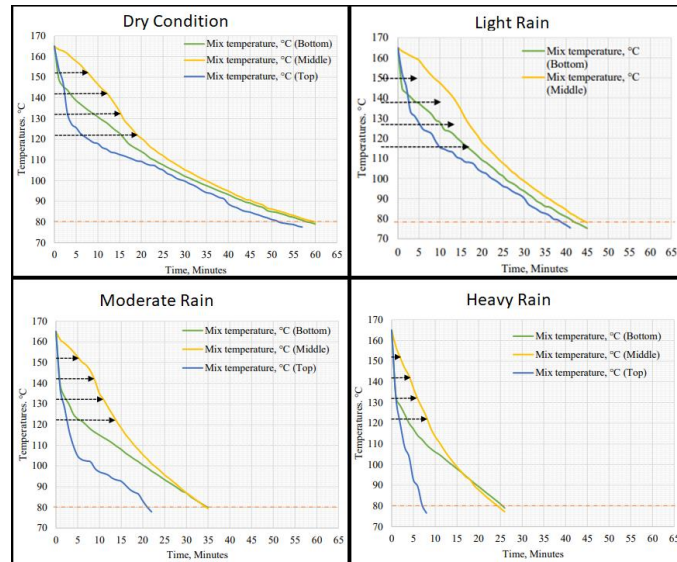 Dry Condition
Mix temperature, °C (Bottom)
Mix temperature, °C (Middle)
Mix temperature, °C (Top)
Temperatures. °C
170
160
150
140
130
120
110
100
90
80
70
0 5 10 15 20 25 30 35 40 45 50 55 60 65
Time, Minutes
Light Rain
Mix temperature, °C
(Bottom)
Mix temperature, °C
(Middle)
Temperatures. °C
170
160
150
140
130
120
110
100
90
80
70
0 5 10 15 20 25 30 35 40 45 50 55 60 65
Time, Minutes
Moderate Rain
Mix temperature, °C (Bottom)
Mix temperature, °C (Middle)
Mix temperature, °C (Top)
Temperatures. °C
170
160
150
140
130
120
110
100
90
80
70
0 5 10 15 20 25 30 35 40 45 50 55 60 65
Time, Minutes
Heavy Rain
Mix temperature, °C (Bottom)
Mix temperature, °C (Middle)
Mix temperature, °C (Top)
Temperatures. °C
170
160
150
140
130
120
110
100
90
80
70
0 5 10 15 20 25 30 35 40 45 50 55 60 65
Time, Minutes